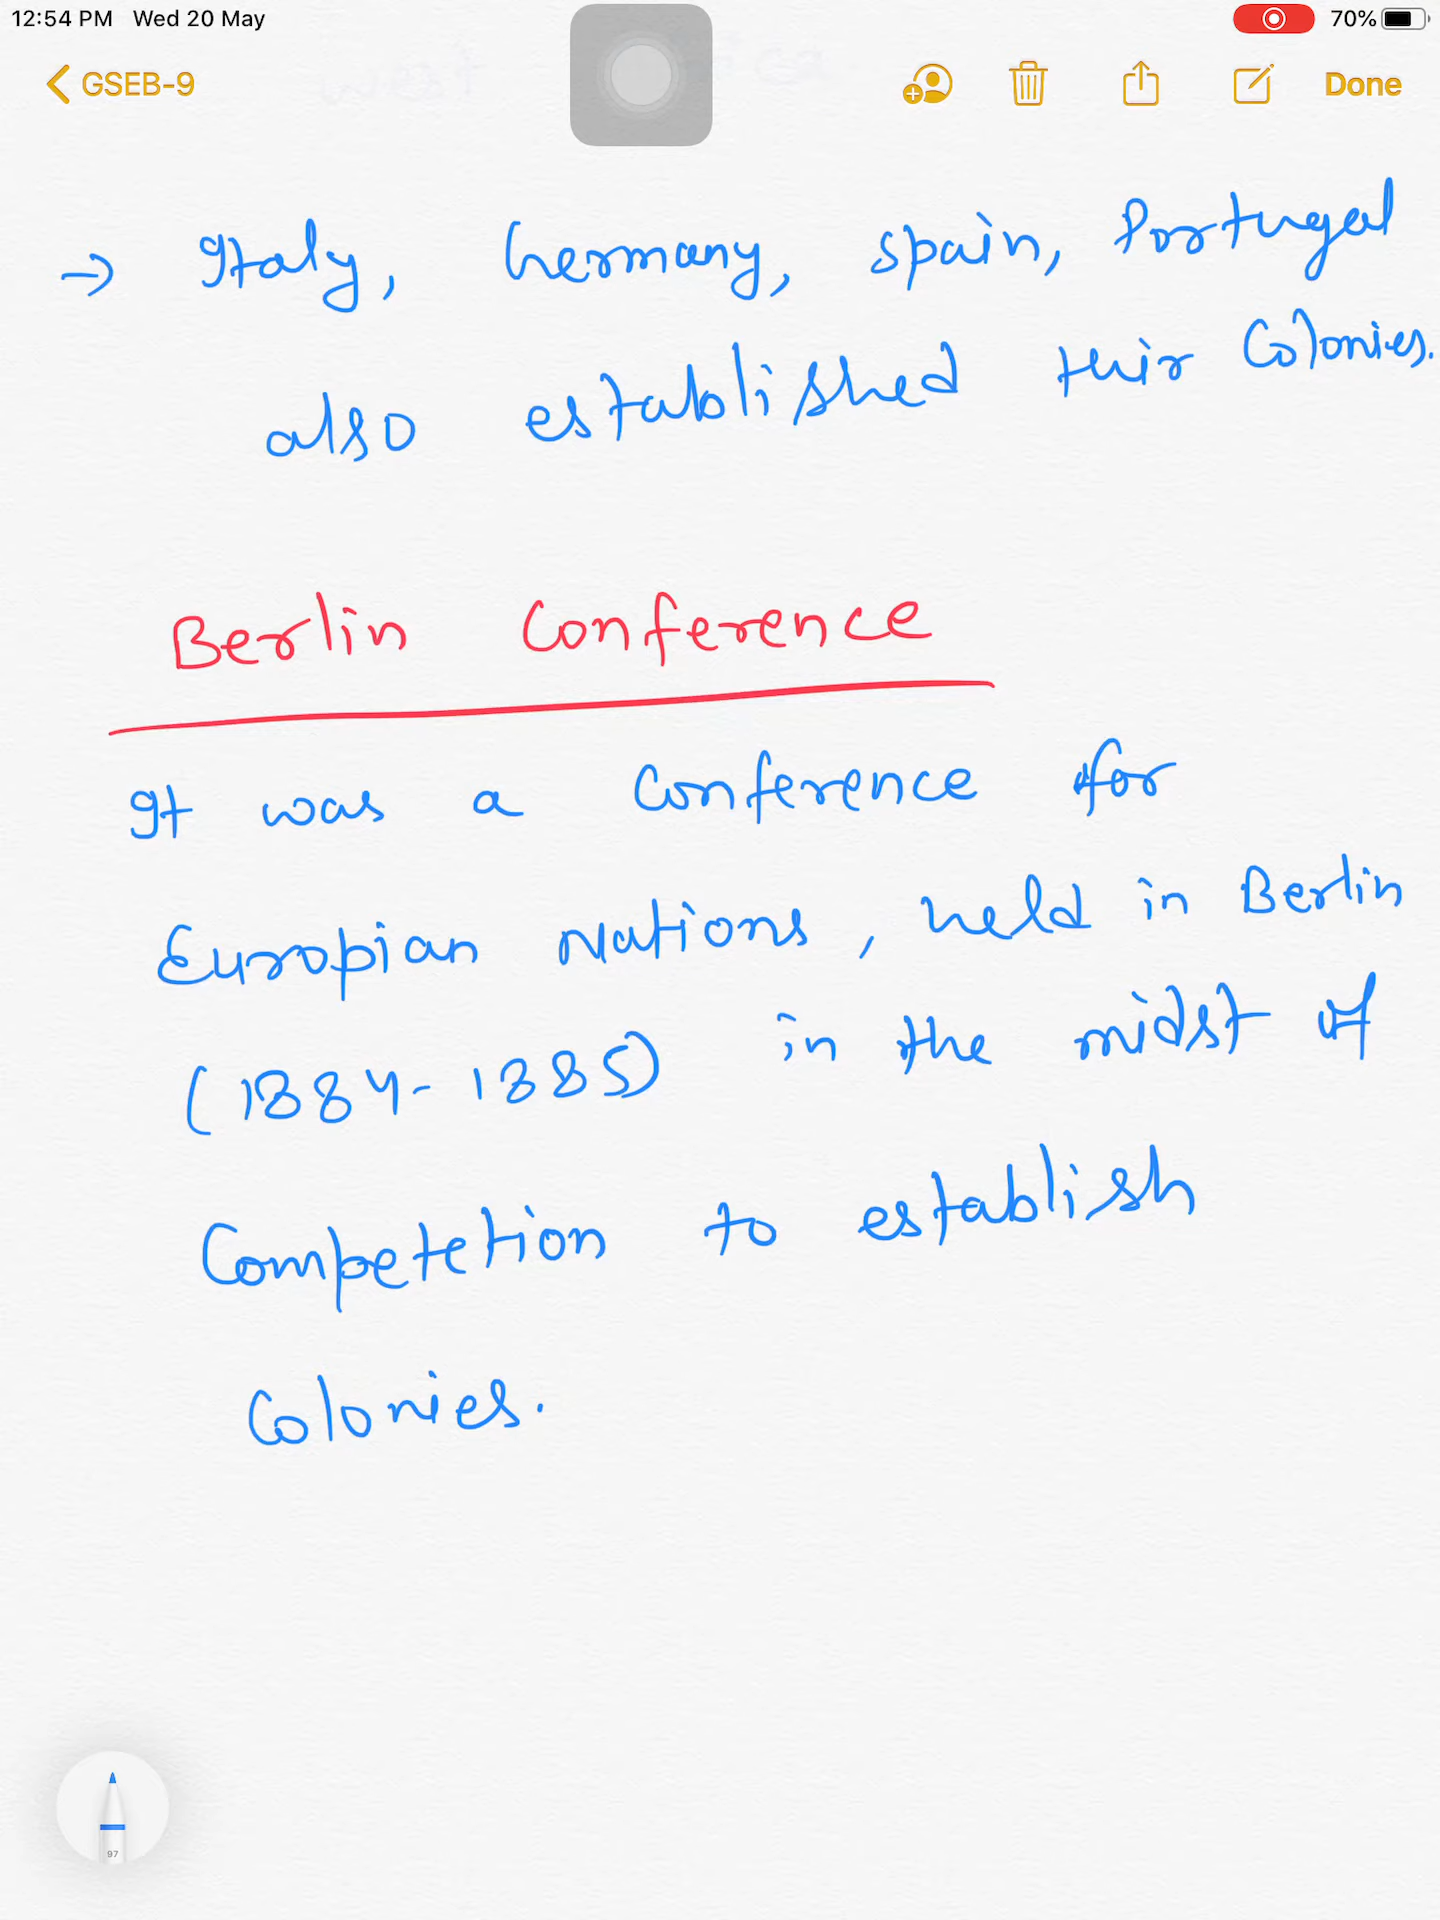 12:54 PM Wed 20 May 70%
GSEB-9 Done
→ Italy, Germany, spain, Portugal
also established thir Colonies.
Berlin Conference
It was a Conference for
Europian Nations, held in Berlin
(1884-1885) in the midst of
Competetion to establish
Colonies.
97